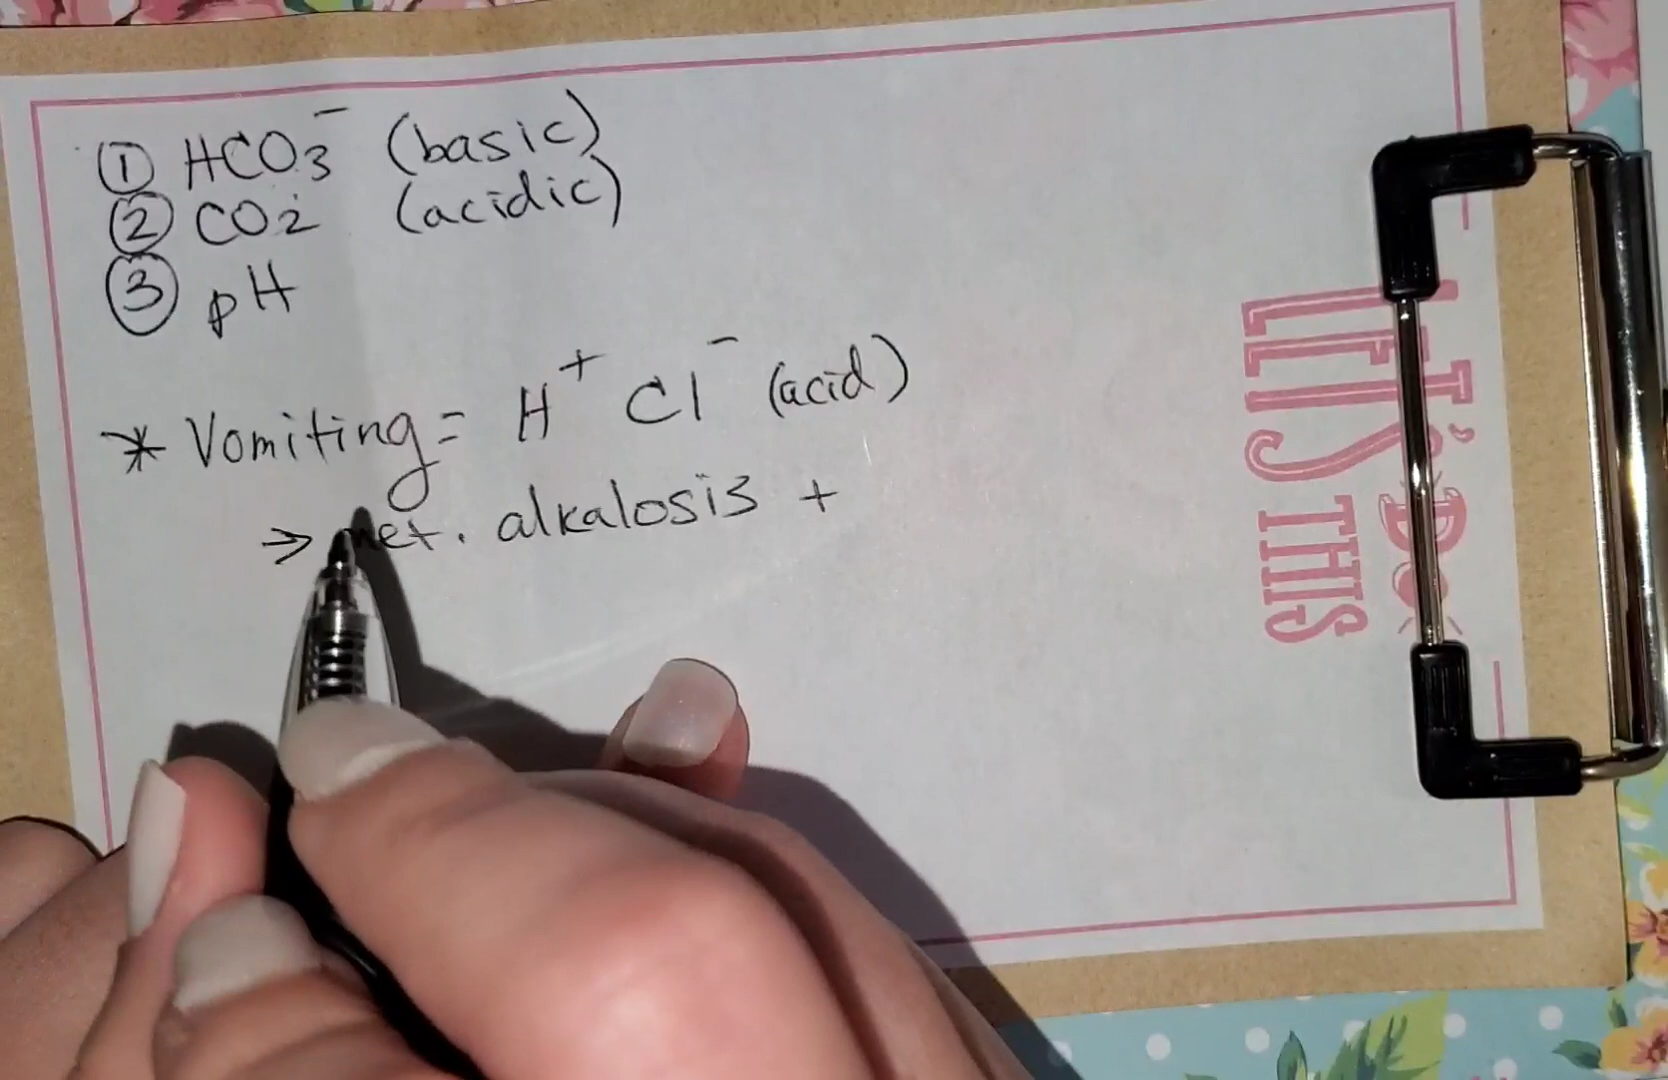 ① HCO3⁻ (basic)
② CO2 (acidic)
③ pH
* Vomiting = H⁺ Cl⁻ (acid)
→ met. alkalosis +
LET'S DO
THIS